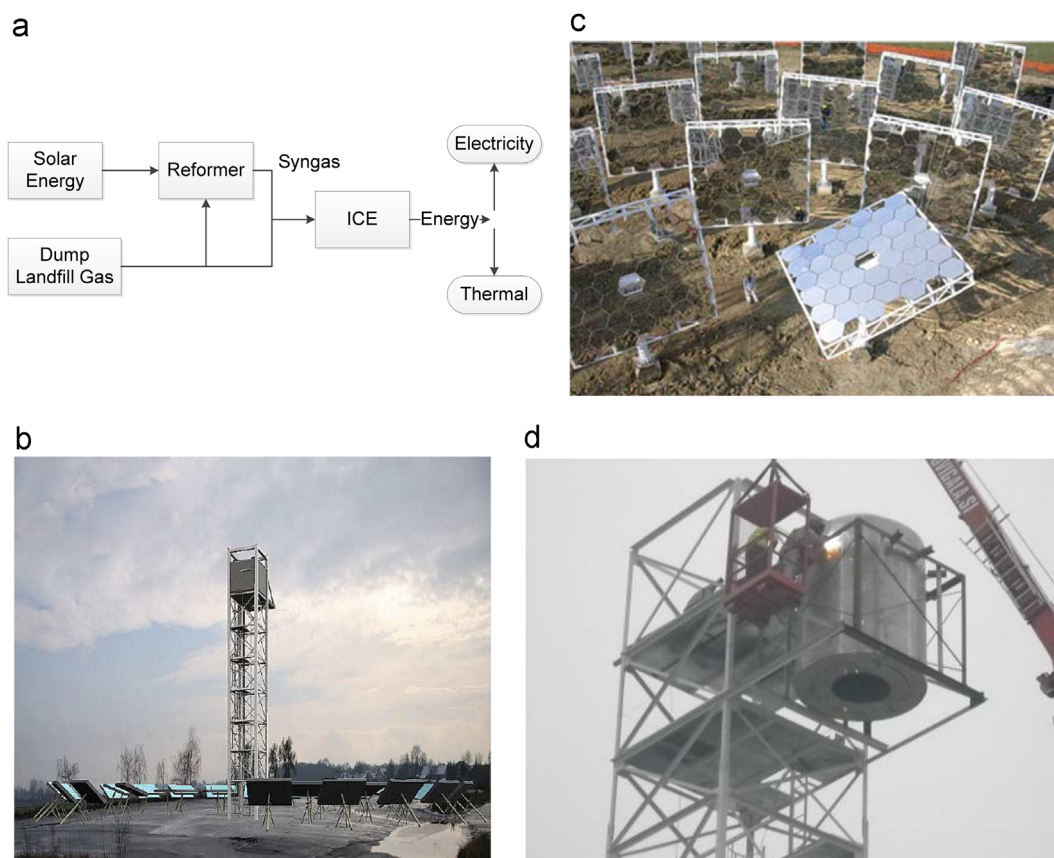 a
Solar
Energy
Reformer
Syngas
Dump
Landfill Gas
ICE
Energy
Electricity
Thermal
c
b
d